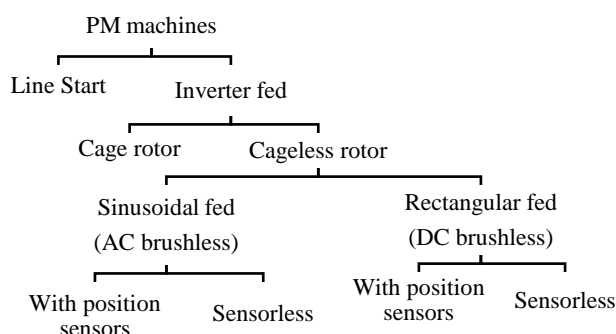 PM machines
Line Start
Inverter fed
Cage rotor
Cageless rotor
Sinusoidal fed
(AC brushless)
Rectangular fed
(DC brushless)
With position
sensors
Sensorless
With position
sensors
Sensorless